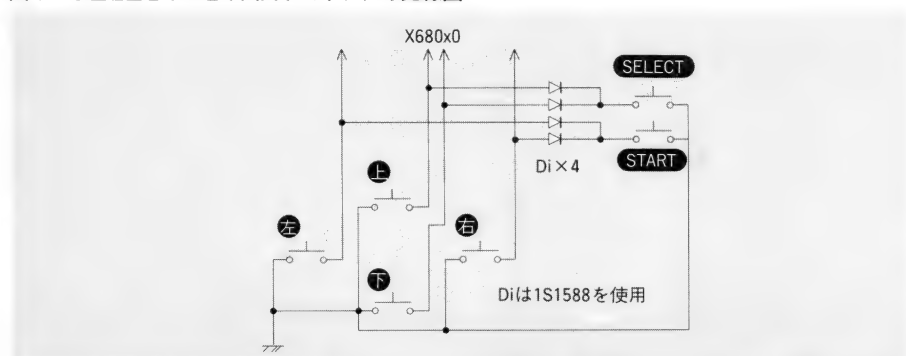 X680x0
SELECT
START
Di×4
上
左
右
下
Diは1S1588を使用